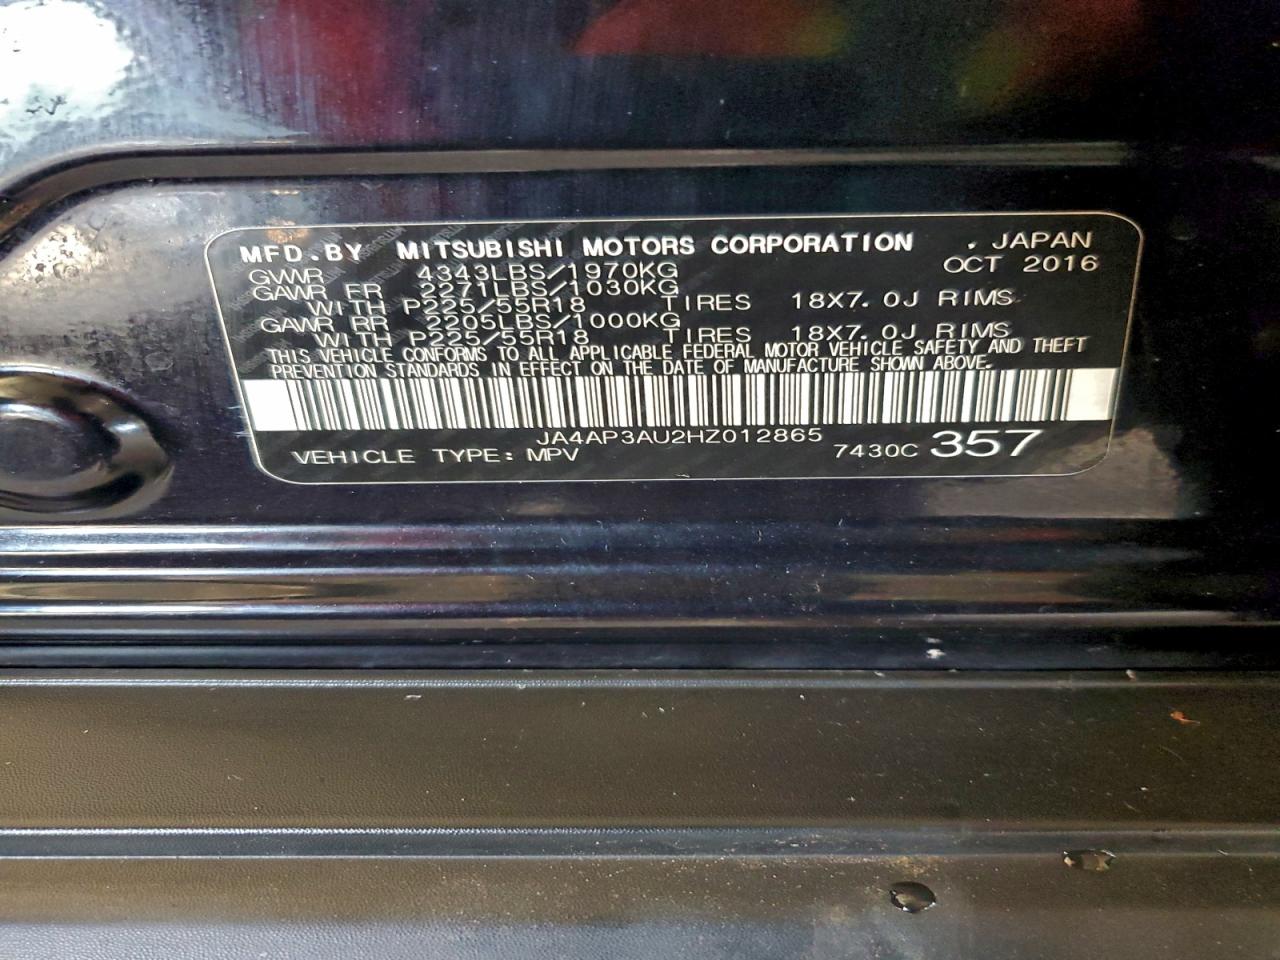 MFD.BY MITSUBISHI MOTORS CORPORATION , JAPAN
GVWR 4343LBS/1970KG OCT 2016
GAWR FR 2271LBS/1030KG
WITH P225/55R18 TIRES 18X7.0J RIMS
GAWR RR 2205LBS/1000KG
WITH P225/55R18 TIRES 18X7.0J RIMS
THIS VEHICLE CONFORMS TO ALL APPLICABLE FEDERAL MOTOR VEHICLE SAFETY AND THEFT
PREVENTION STANDARDS IN EFFECT ON THE DATE OF MANUFACTURE SHOWN ABOVE.
JA4AP3AU2HZ012865
VEHICLE TYPE: MPV 7430C 357